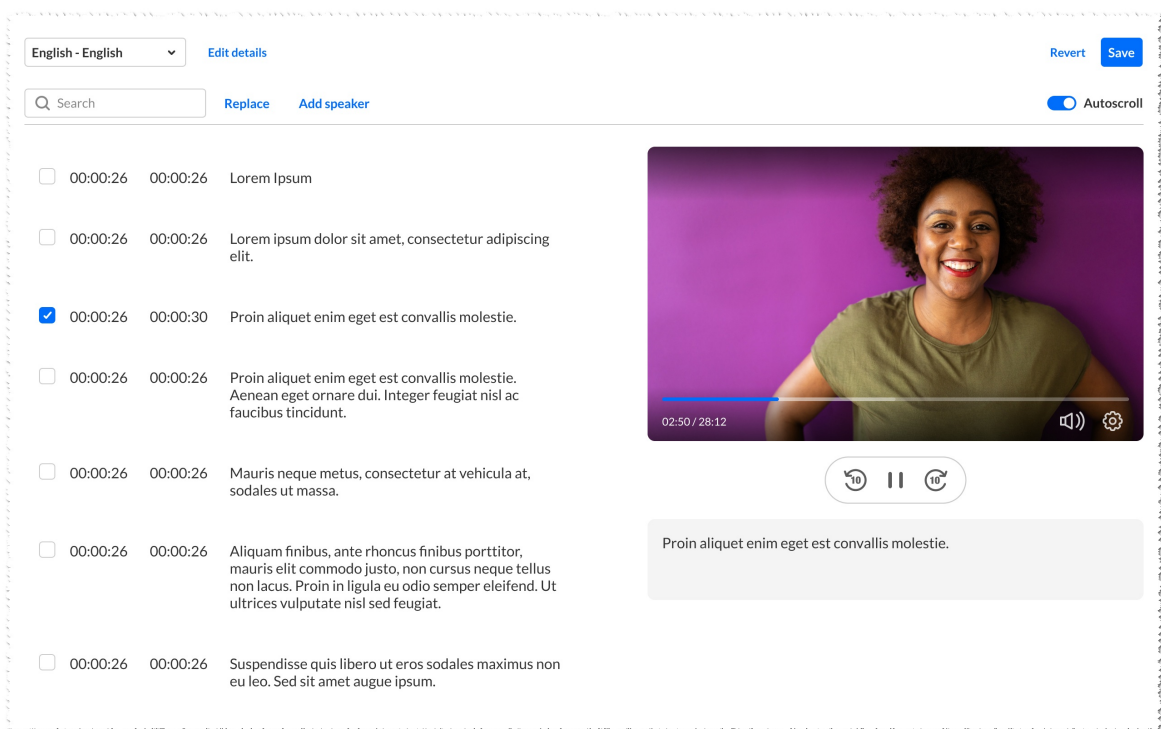 English - English Edit details Revert Save
Search Replace Add speaker Autoscroll
00:00:26 00:00:26 Lorem Ipsum
00:00:26 00:00:26 Lorem ipsum dolor sit amet, consectetur adipiscing
elit.
00:00:26 00:00:30 Proin aliquet enim eget est convallis molestie.
00:00:26 00:00:26 Proin aliquet enim eget est convallis molestie.
Aenean eget ornare dui. Integer feugiat nisl ac
faucibus tincidunt.
00:00:26 00:00:26 Mauris neque metus, consectetur at vehicula at,
sodales ut massa.
00:00:26 00:00:26 Aliquam finibus, ante rhoncus finibus porttitor,
mauris elit commodo justo, non cursus neque tellus
non lacus. Proin in ligula eu odio semper eleifend. Ut
ultrices vulputate nisl sed feugiat.
00:00:26 00:00:26 Suspendisse quis libero ut eros sodales maximus non
eu leo. Sed sit amet augue ipsum.
02:50 / 28:12
10 10
Proin aliquet enim eget est convallis molestie.